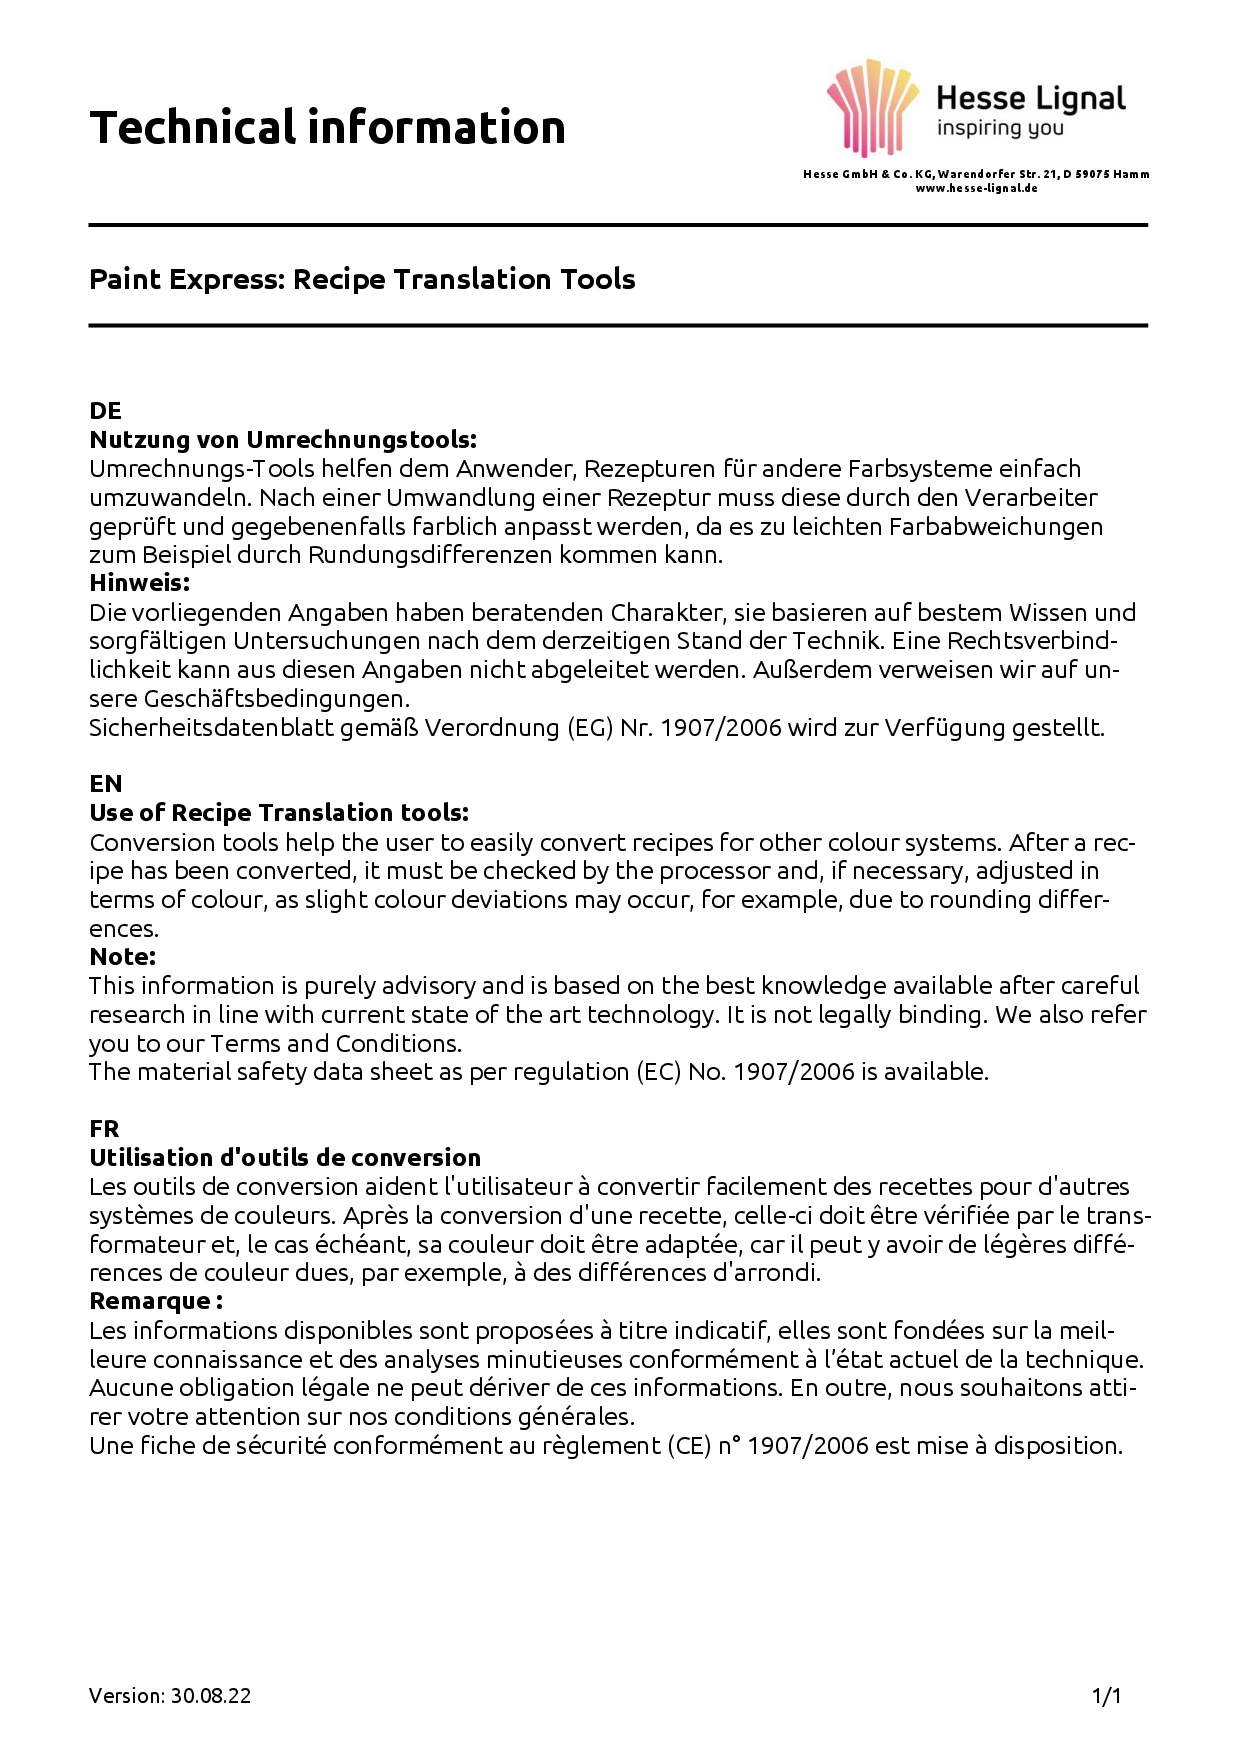 Technical information
Hesse Lignal
inspiring you
Hesse GmbH & Co. KG, Warendorfer Str. 21, D 59075 Hamm
www.hesse-lignal.de
Paint Express: Recipe Translation Tools
DE
Nutzung von Umrechnungstools:
Umrechnungs-Tools helfen dem Anwender, Rezepturen für andere Farbsysteme einfach
umzuwandeln. Nach einer Umwandlung einer Rezeptur muss diese durch den Verarbeiter
geprüft und gegebenenfalls farblich anpasst werden, da es zu leichten Farbabweichungen
zum Beispiel durch Rundungsdifferenzen kommen kann.
Hinweis:
Die vorliegenden Angaben haben beratenden Charakter, sie basieren auf bestem Wissen und
sorgfältigen Untersuchungen nach dem derzeitigen Stand der Technik. Eine Rechtsverbind-
lichkeit kann aus diesen Angaben nicht abgeleitet werden. Außerdem verweisen wir auf un-
sere Geschäftsbedingungen.
Sicherheitsdatenblatt gemäß Verordnung (EG) Nr. 1907/2006 wird zur Verfügung gestellt.
EN
Use of Recipe Translation tools:
Conversion tools help the user to easily convert recipes for other colour systems. After a rec-
ipe has been converted, it must be checked by the processor and, if necessary, adjusted in
terms of colour, as slight colour deviations may occur, for example, due to rounding differ-
ences.
Note:
This information is purely advisory and is based on the best knowledge available after careful
research in line with current state of the art technology. It is not legally binding. We also refer
you to our Terms and Conditions.
The material safety data sheet as per regulation (EC) No. 1907/2006 is available.
FR
Utilisation d'outils de conversion
Les outils de conversion aident l'utilisateur à convertir facilement des recettes pour d'autres
systèmes de couleurs. Après la conversion d'une recette, celle-ci doit être vérifiée par le trans-
formateur et, le cas échéant, sa couleur doit être adaptée, car il peut y avoir de légères diffé-
rences de couleur dues, par exemple, à des différences d'arrondi.
Remarque :
Les informations disponibles sont proposées à titre indicatif, elles sont fondées sur la meil-
leure connaissance et des analyses minutieuses conformément à l’état actuel de la technique.
Aucune obligation légale ne peut dériver de ces informations. En outre, nous souhaitons atti-
rer votre attention sur nos conditions générales.
Une fiche de sécurité conformément au règlement (CE) n° 1907/2006 est mise à disposition.
Version: 30.08.22
1/1